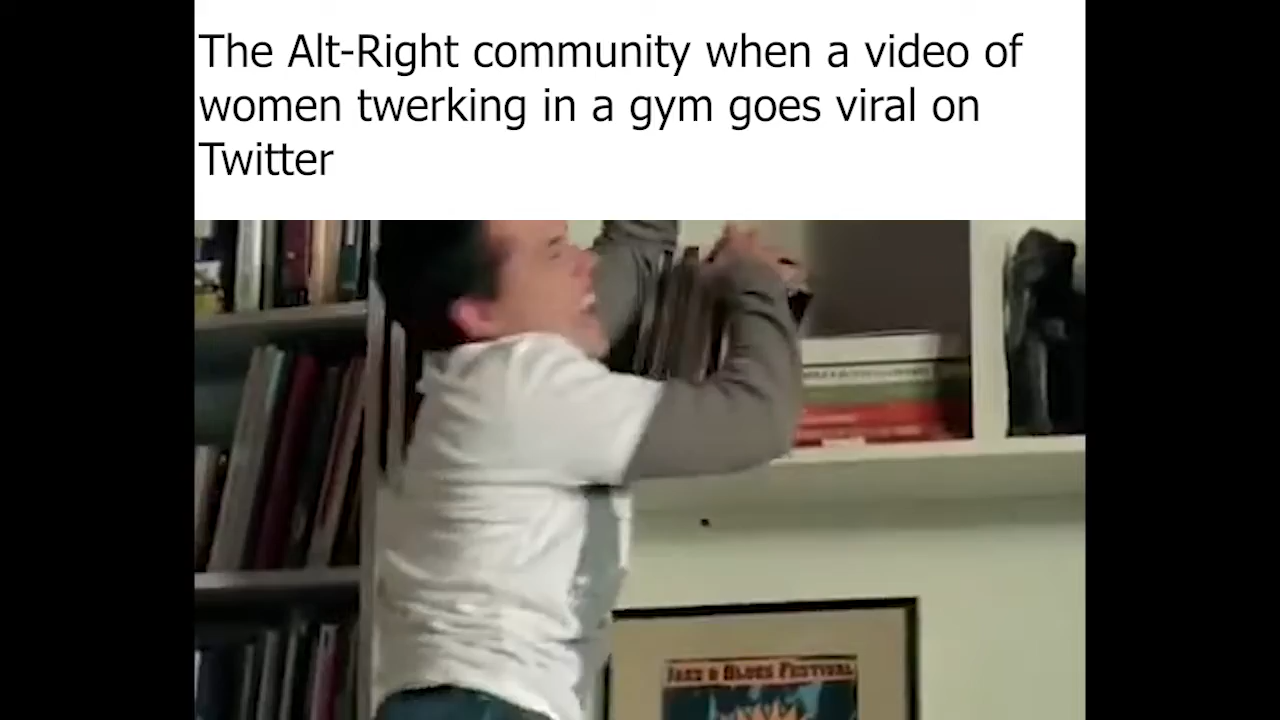 The Alt-Right community when a video of
women twerking in a gym goes viral on
Twitter
JAZZ & BLUES FESTIVAL